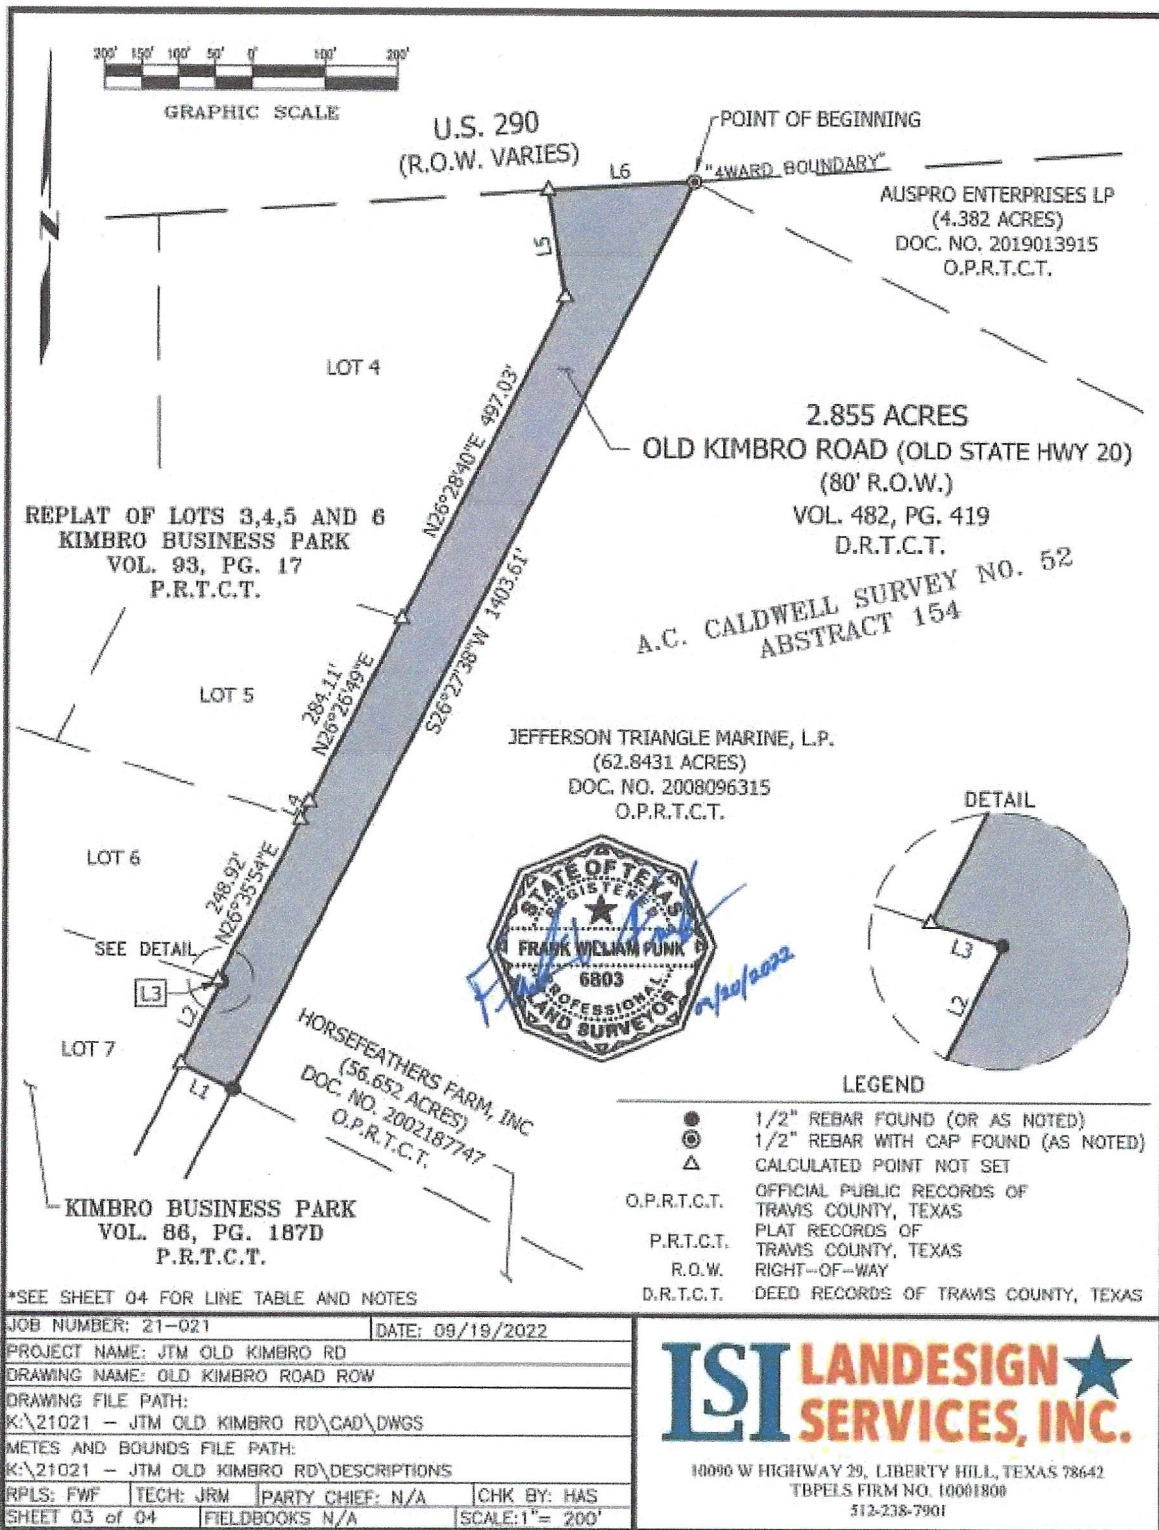 200' 150' 100' 50' 0' 100' 200'
GRAPHIC SCALE
N
U.S. 290
(R.O.W. VARIES)
POINT OF BEGINNING
L6
"4WARD BOUNDARY"
AUSPRO ENTERPRISES LP
(4.382 ACRES)
DOC. NO. 2019013915
O.P.R.T.C.T.
L5
LOT 4
N26°28'40"E 497.03'
2.855 ACRES
OLD KIMBRO ROAD (OLD STATE HWY 20)
(80' R.O.W.)
VOL. 482, PG. 419
D.R.T.C.T.
REPLAT OF LOTS 3,4,5 AND 6
KIMBRO BUSINESS PARK
VOL. 93, PG. 17
P.R.T.C.T.
S26°27'38"W 1403.61'
A.C. CALDWELL SURVEY NO. 52
ABSTRACT 154
LOT 5
284.11'
N26°26'49"E
JEFFERSON TRIANGLE MARINE, L.P.
(62.8431 ACRES)
DOC. NO. 2008096315
O.P.R.T.C.T.
L4
LOT 6
248.92'
N26°35'54"E
SEE DETAIL
L3
L2
LOT 7
L1
STATE OF TEXAS
REGISTERED
FRANK WILLIAM FUNK
6803
PROFESSIONAL
LAND SURVEYOR
09/20/2022
DETAIL
L3
L2
HORSEFEATHERS FARM, INC
(56.652 ACRES)
DOC. NO. 2002187747
O.P.R.T.C.T.
KIMBRO BUSINESS PARK
VOL. 86, PG. 187D
P.R.T.C.T.
LEGEND
1/2" REBAR FOUND (OR AS NOTED)
1/2" REBAR WITH CAP FOUND (AS NOTED)
CALCULATED POINT NOT SET
O.P.R.T.C.T. OFFICIAL PUBLIC RECORDS OF
TRAVIS COUNTY, TEXAS
P.R.T.C.T. PLAT RECORDS OF
TRAVIS COUNTY, TEXAS
R.O.W. RIGHT-OF-WAY
D.R.T.C.T. DEED RECORDS OF TRAVIS COUNTY, TEXAS
*SEE SHEET 04 FOR LINE TABLE AND NOTES
JOB NUMBER: 21-021 DATE: 09/19/2022
PROJECT NAME: JTM OLD KIMBRO RD
DRAWING NAME: OLD KIMBRO ROAD ROW
DRAWING FILE PATH:
K:\21021 - JTM OLD KIMBRO RD\CAD\DWGS
METES AND BOUNDS FILE PATH:
K:\21021 - JTM OLD KIMBRO RD\DESCRIPTIONS
RPLS: FWF TECH: JRM PARTY CHIEF: N/A CHK BY: HAS
SHEET 03 of 04 FIELDBOOKS N/A SCALE:1"= 200'
LSI LANDESIGN
SERVICES, INC.
10090 W HIGHWAY 29, LIBERTY HILL, TEXAS 78642
TBPELS FIRM NO. 10001800
512-238-7901